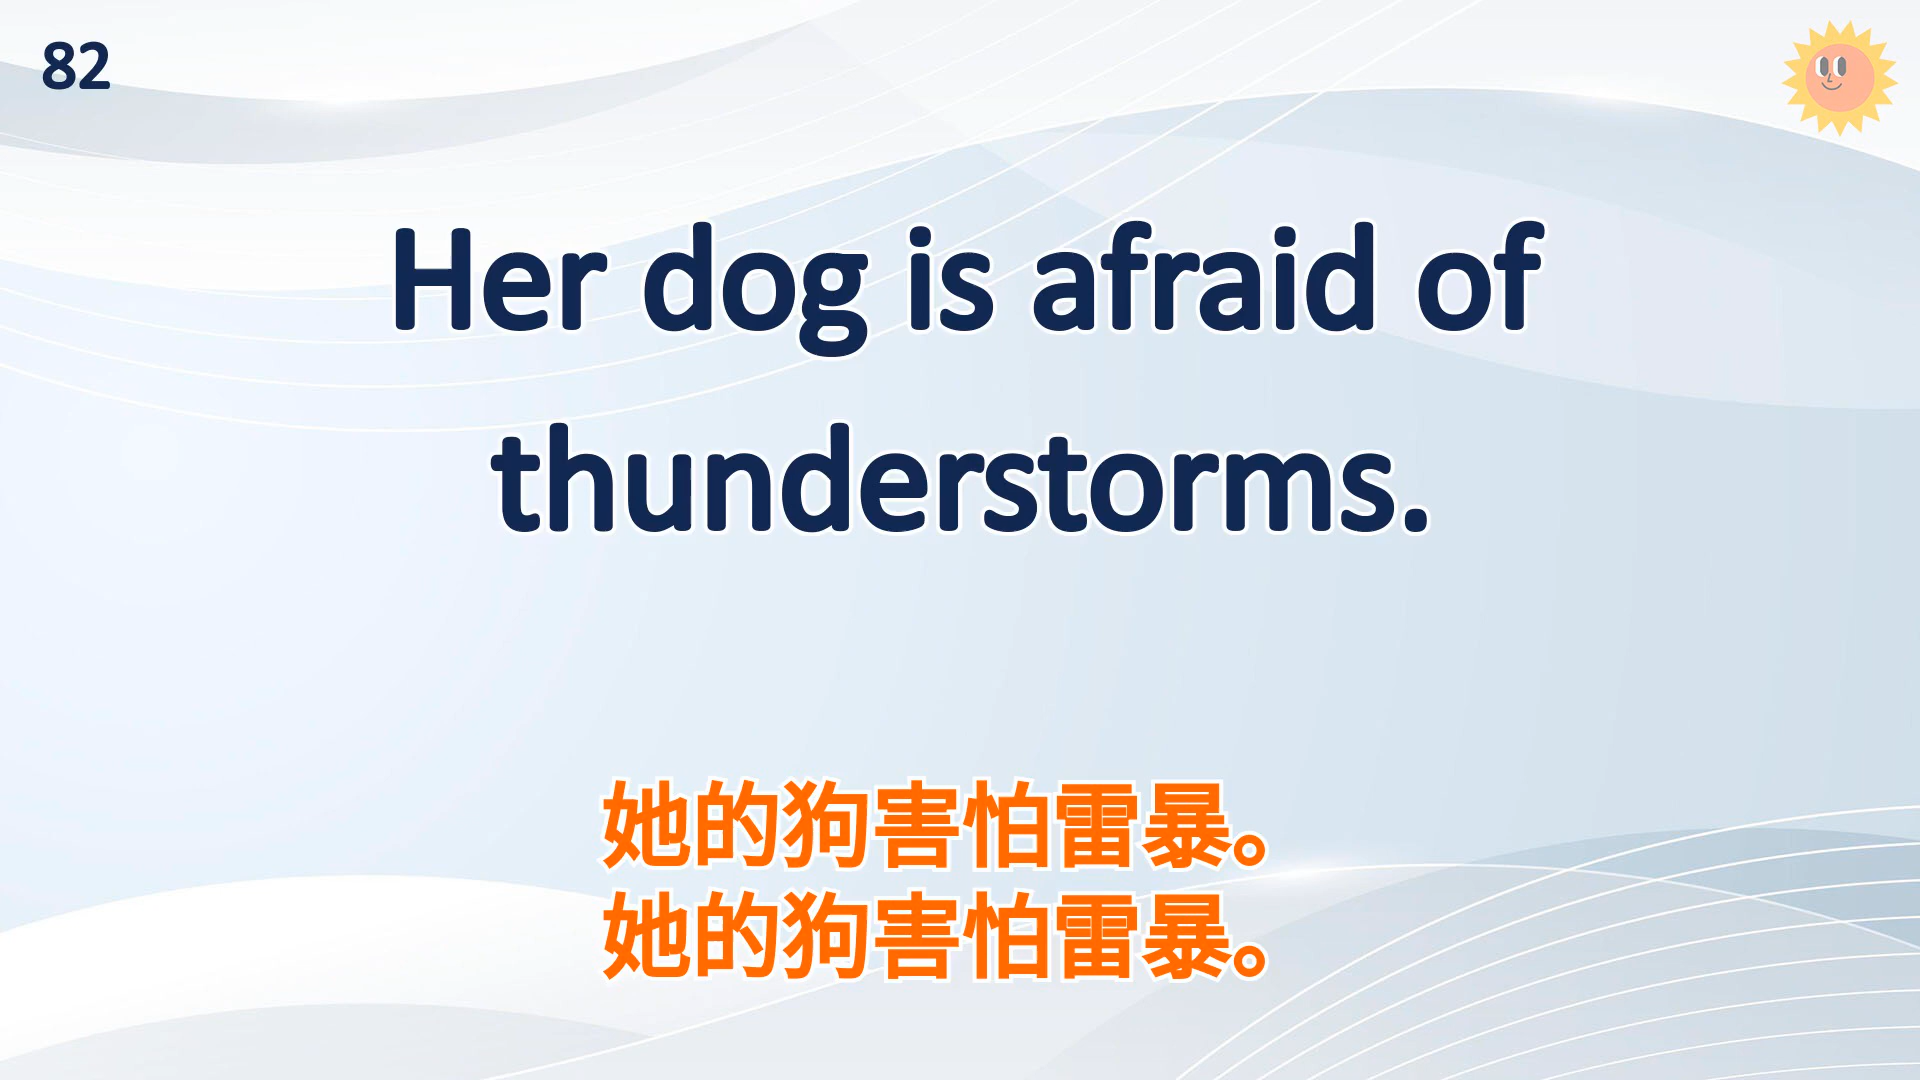 82
Her dog is afraid of
thunderstorms.
她的狗害怕雷暴。
她的狗害怕雷暴。